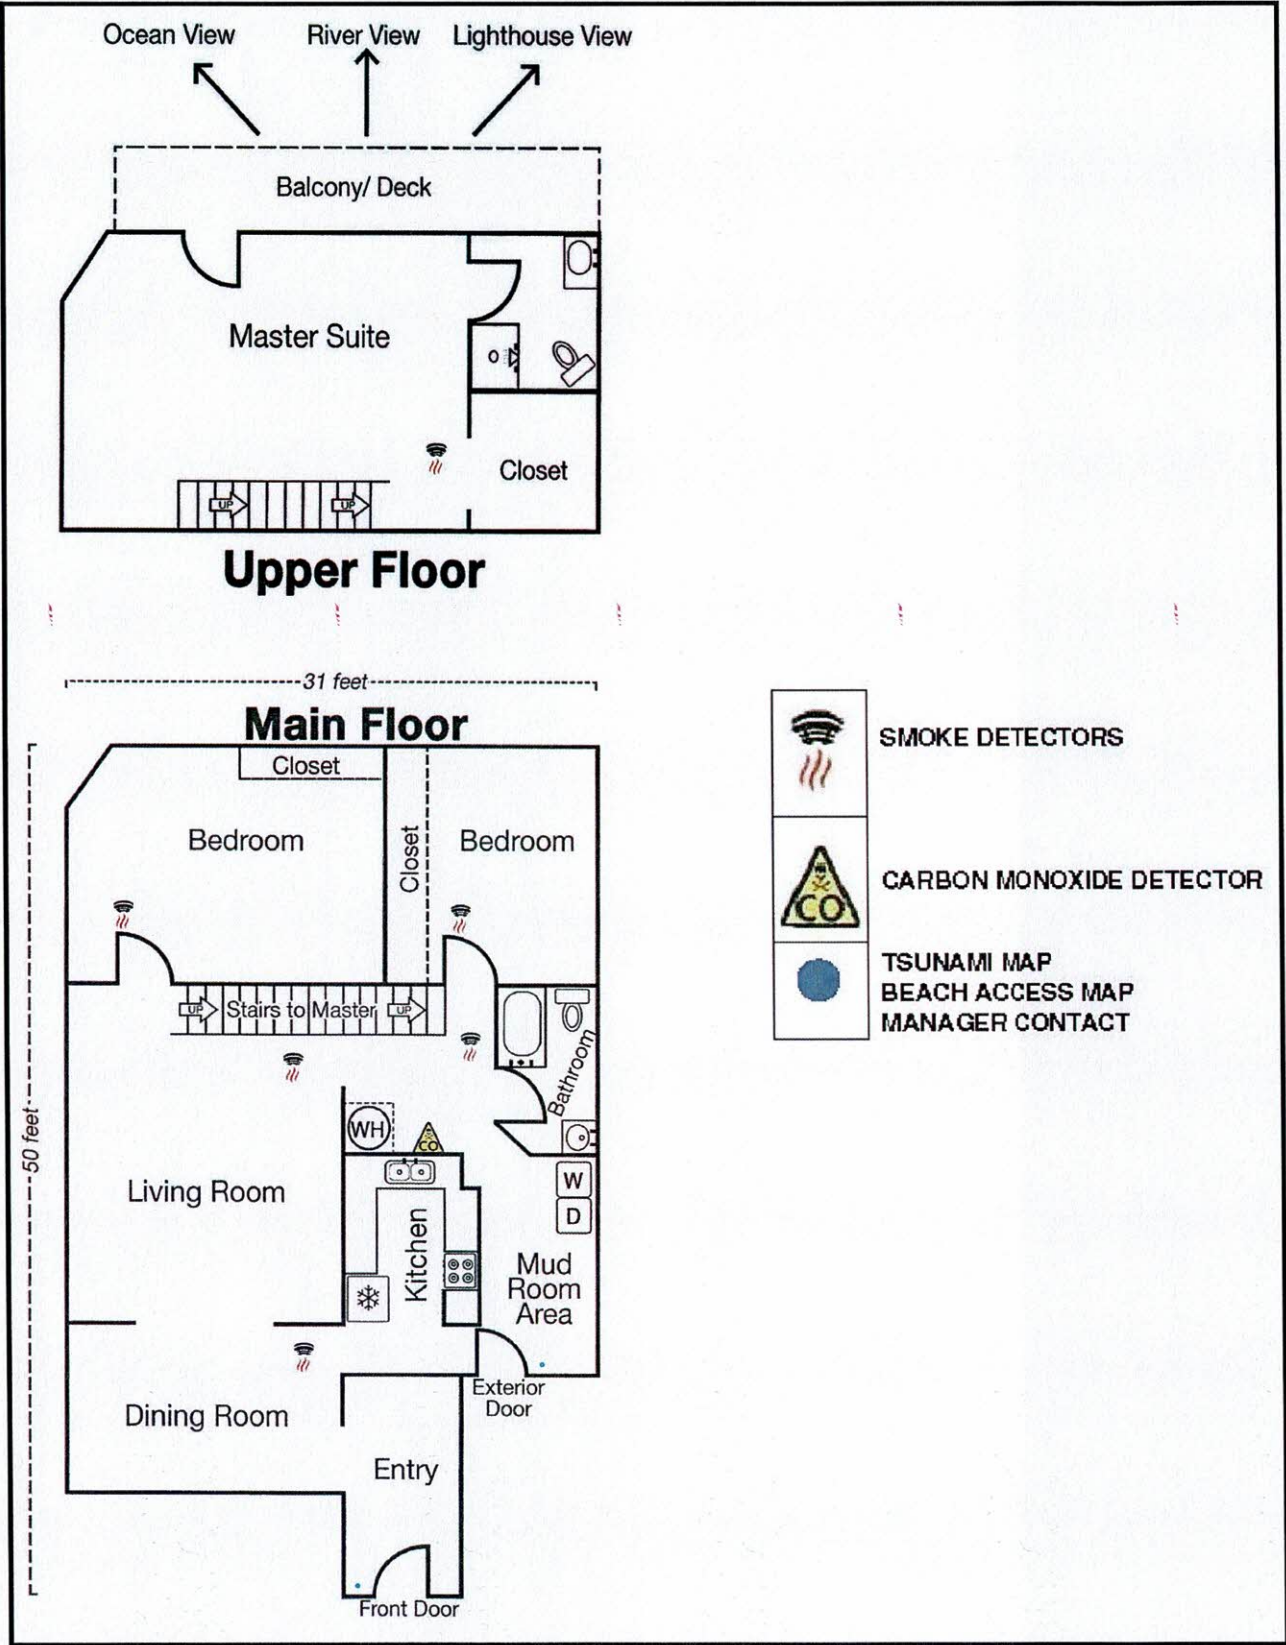 Ocean View
River View
Lighthouse View
Balcony/ Deck
Master Suite
Closet
UP
UP
Upper Floor
31 feet
Main Floor
Closet
Bedroom
Closet
Bedroom
UP
Stairs to Master
UP
Bathroom
WH
CO
50 feet
Living Room
Kitchen
W
D
Mud
Room
Area
Exterior
Door
Dining Room
Entry
Front Door
SMOKE DETECTORS
CO
CARBON MONOXIDE DETECTOR
TSUNAMI MAP
BEACH ACCESS MAP
MANAGER CONTACT